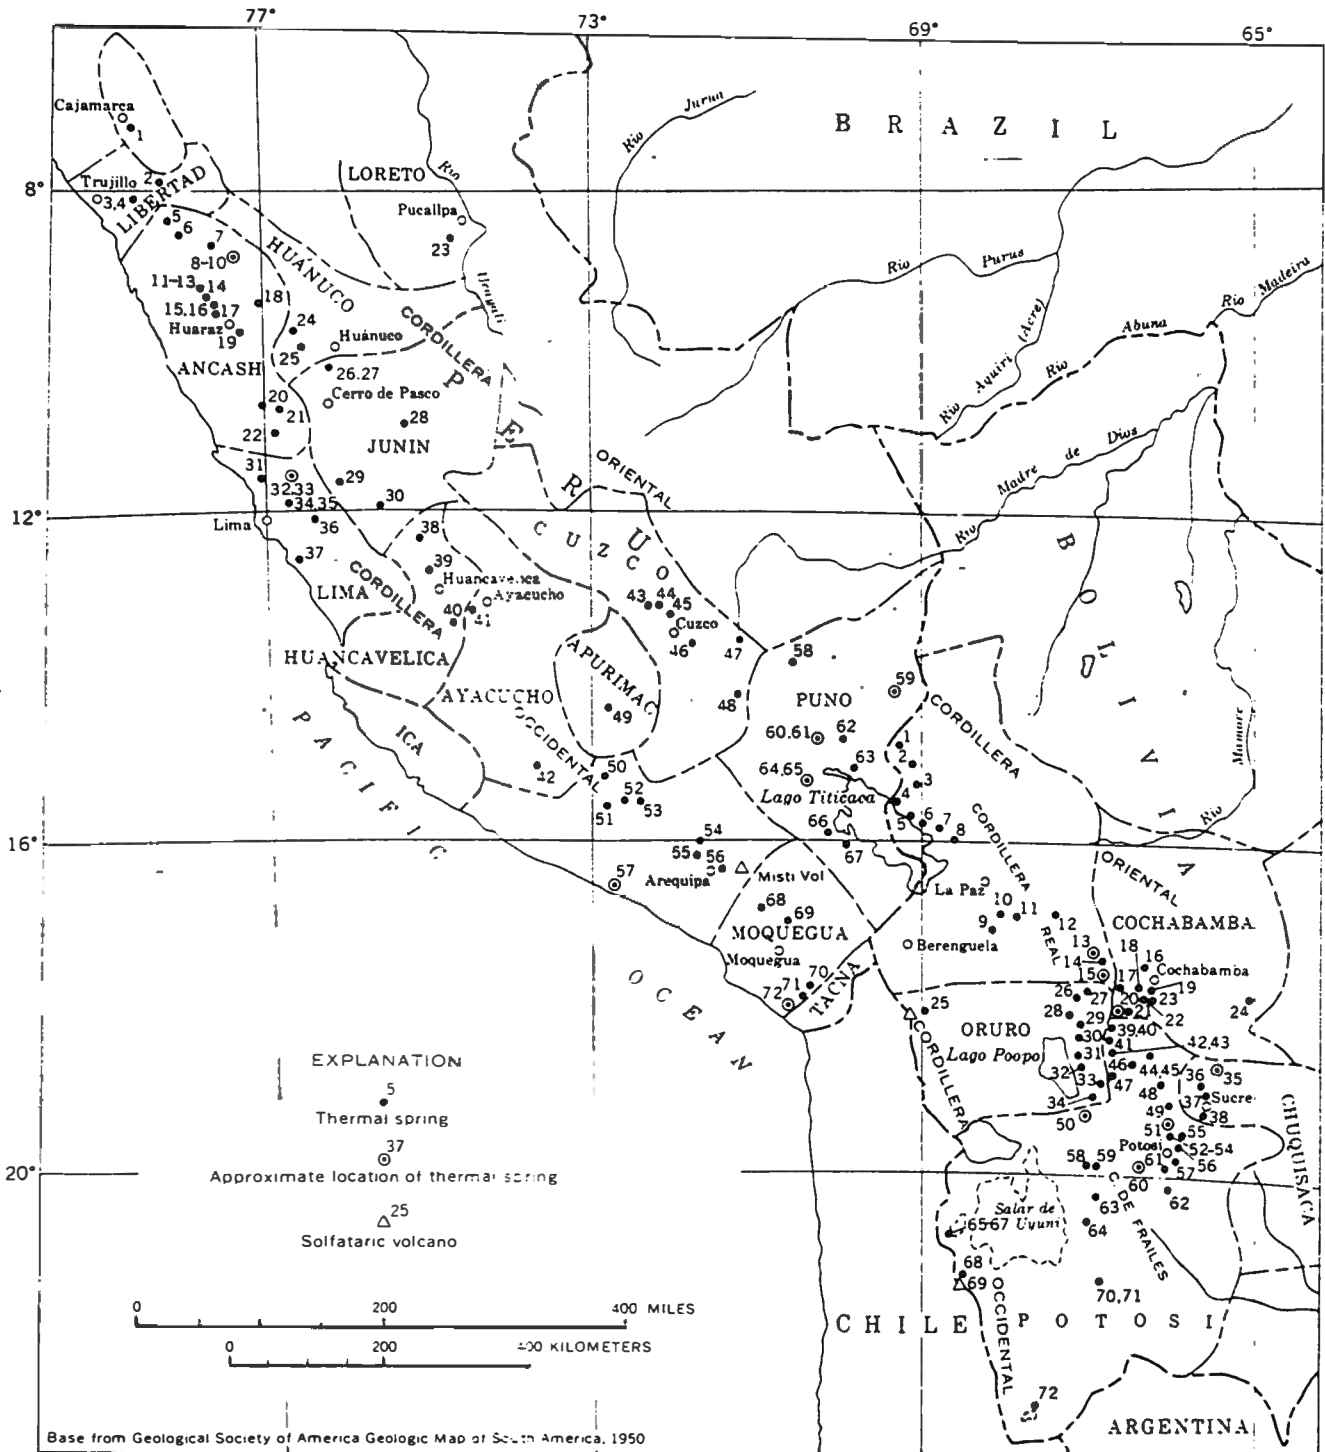 77° 73° 69° 65°
Cajamarca
1
Rio Jurua
B R A Z I L
LORETO
Rio
Trujillo
2
8°
3,4
LIBERTAD
Pucallpa
5
6
7
23
HUÁNUCO
8-10
Rio Purus
Rio Madeira
Ucayali
11-13
14
15,16
17
18
Huaraz
19
24
Huánuco
25
CORDILLERA ORIENTAL
Rio Abuna
Rio Aquiri (Acre)
ANCASH
26.27
Cerro de Pasco
20
21
22
28
JUNIN
P E R U
Rio Madre de Dios
31
32,33
29
34,35
30
12°
Lima
36
38
CUZCO
37
39
LIMA
CORDILLERA OCCIDENTAL
Huancavelica
Ayacucho
40
41
43
44
45
Cuzco
46
47
B O L I V I A
HUANCAVELICA
APURIMAC
58
59
AYACUCHO
48
PUNO
49
CORDILLERA ORIENTAL
ICA
60,61
62
63
1
2
3
42
50
64,65
Lago Titicaca
4
51
52
53
5
6
7
8
Rio Mamore
PACIFIC OCEAN
16°
54
66
67
CORDILLERA REAL
55
56
Arequipa
Misti Vol
57
La Paz
68
69
9
10
11
12
COCHABAMBA
MOQUEGUA
Moquegua
Berenguela
13
14
15
18
16
Cochabamba
70
71
72
TACNA
17
19
20
21
22
23
24
25
26
27
28
29
ORURO
CORDILLERA OCCIDENTAL
30
39,40
41
42,43
Lago Poopo
31
32
33
46
44,45
47
48
36
35
34
37
Sucre
38
49
50
51
55
CHUQUISACA
Potosi
52-54
20°
58
59
60
61
56
57
62
63
64
Salar de
Uyuni
C DE FRAILES
65-67
68
69
70,71
CHILE
POTOSI
72
ARGENTINA
EXPLANATION
5
Thermal spring
37
Approximate location of thermal spring
25
Solfataric volcano
0 200 400 MILES
0 200 400 KILOMETERS
Base from Geological Society of America Geologic Map of South America, 1950